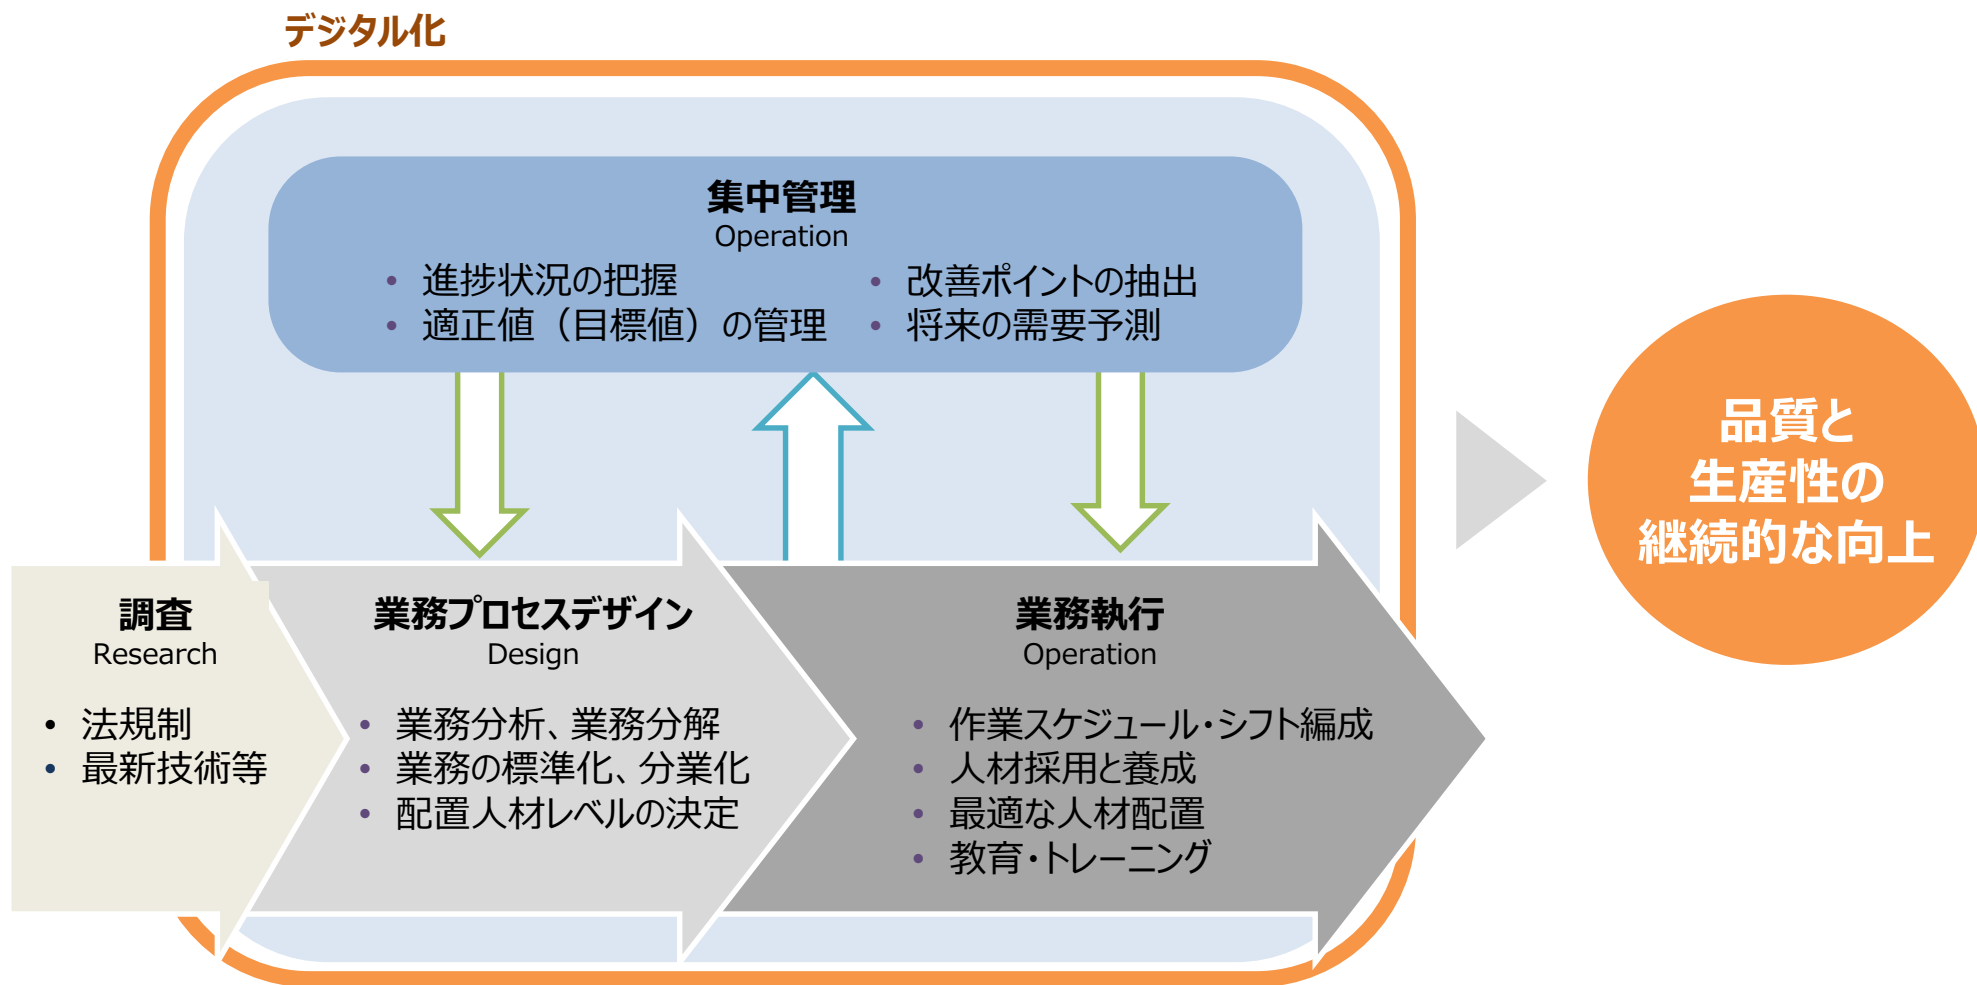 デジタル化
集中管理
Operation
• 進捗状況の把握
• 適正値（目標値）の管理
• 改善ポイントの抽出
• 将来の需要予測
調査
Research
• 法規制
• 最新技術等
業務プロセスデザイン
Design
• 業務分析、業務分解
• 業務の標準化、分業化
• 配置人材レベルの決定
業務執行
Operation
• 作業スケジュール・シフト編成
• 人材採用と養成
• 最適な人材配置
• 教育・トレーニング
品質と
生産性の
継続的な向上